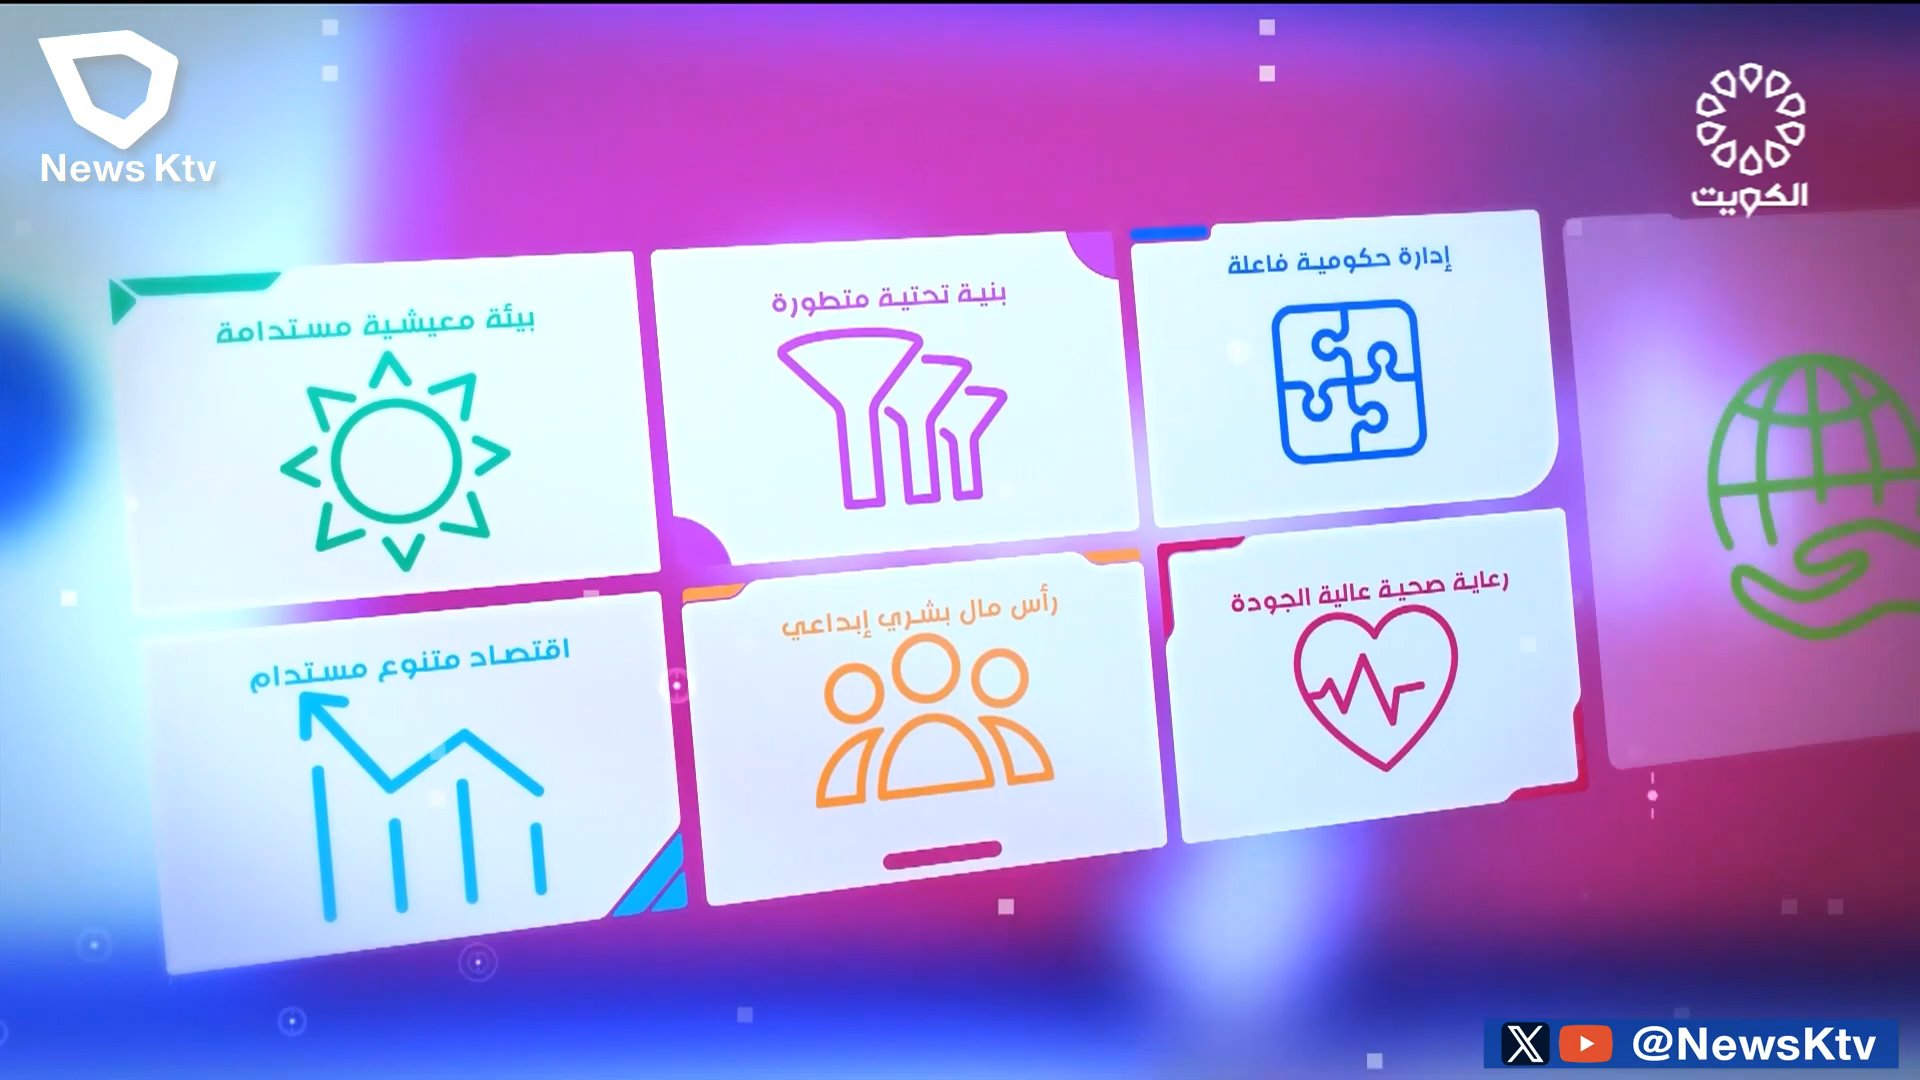 News Ktv
الكويت
إدارة حكومية فاعلة
بنية تحتية متطورة
بيئة معيشية مستدامة
رعاية صحية عالية الجودة
رأس مال بشري إبداعي
اقتصاد متنوع مستدام
@NewsKtv